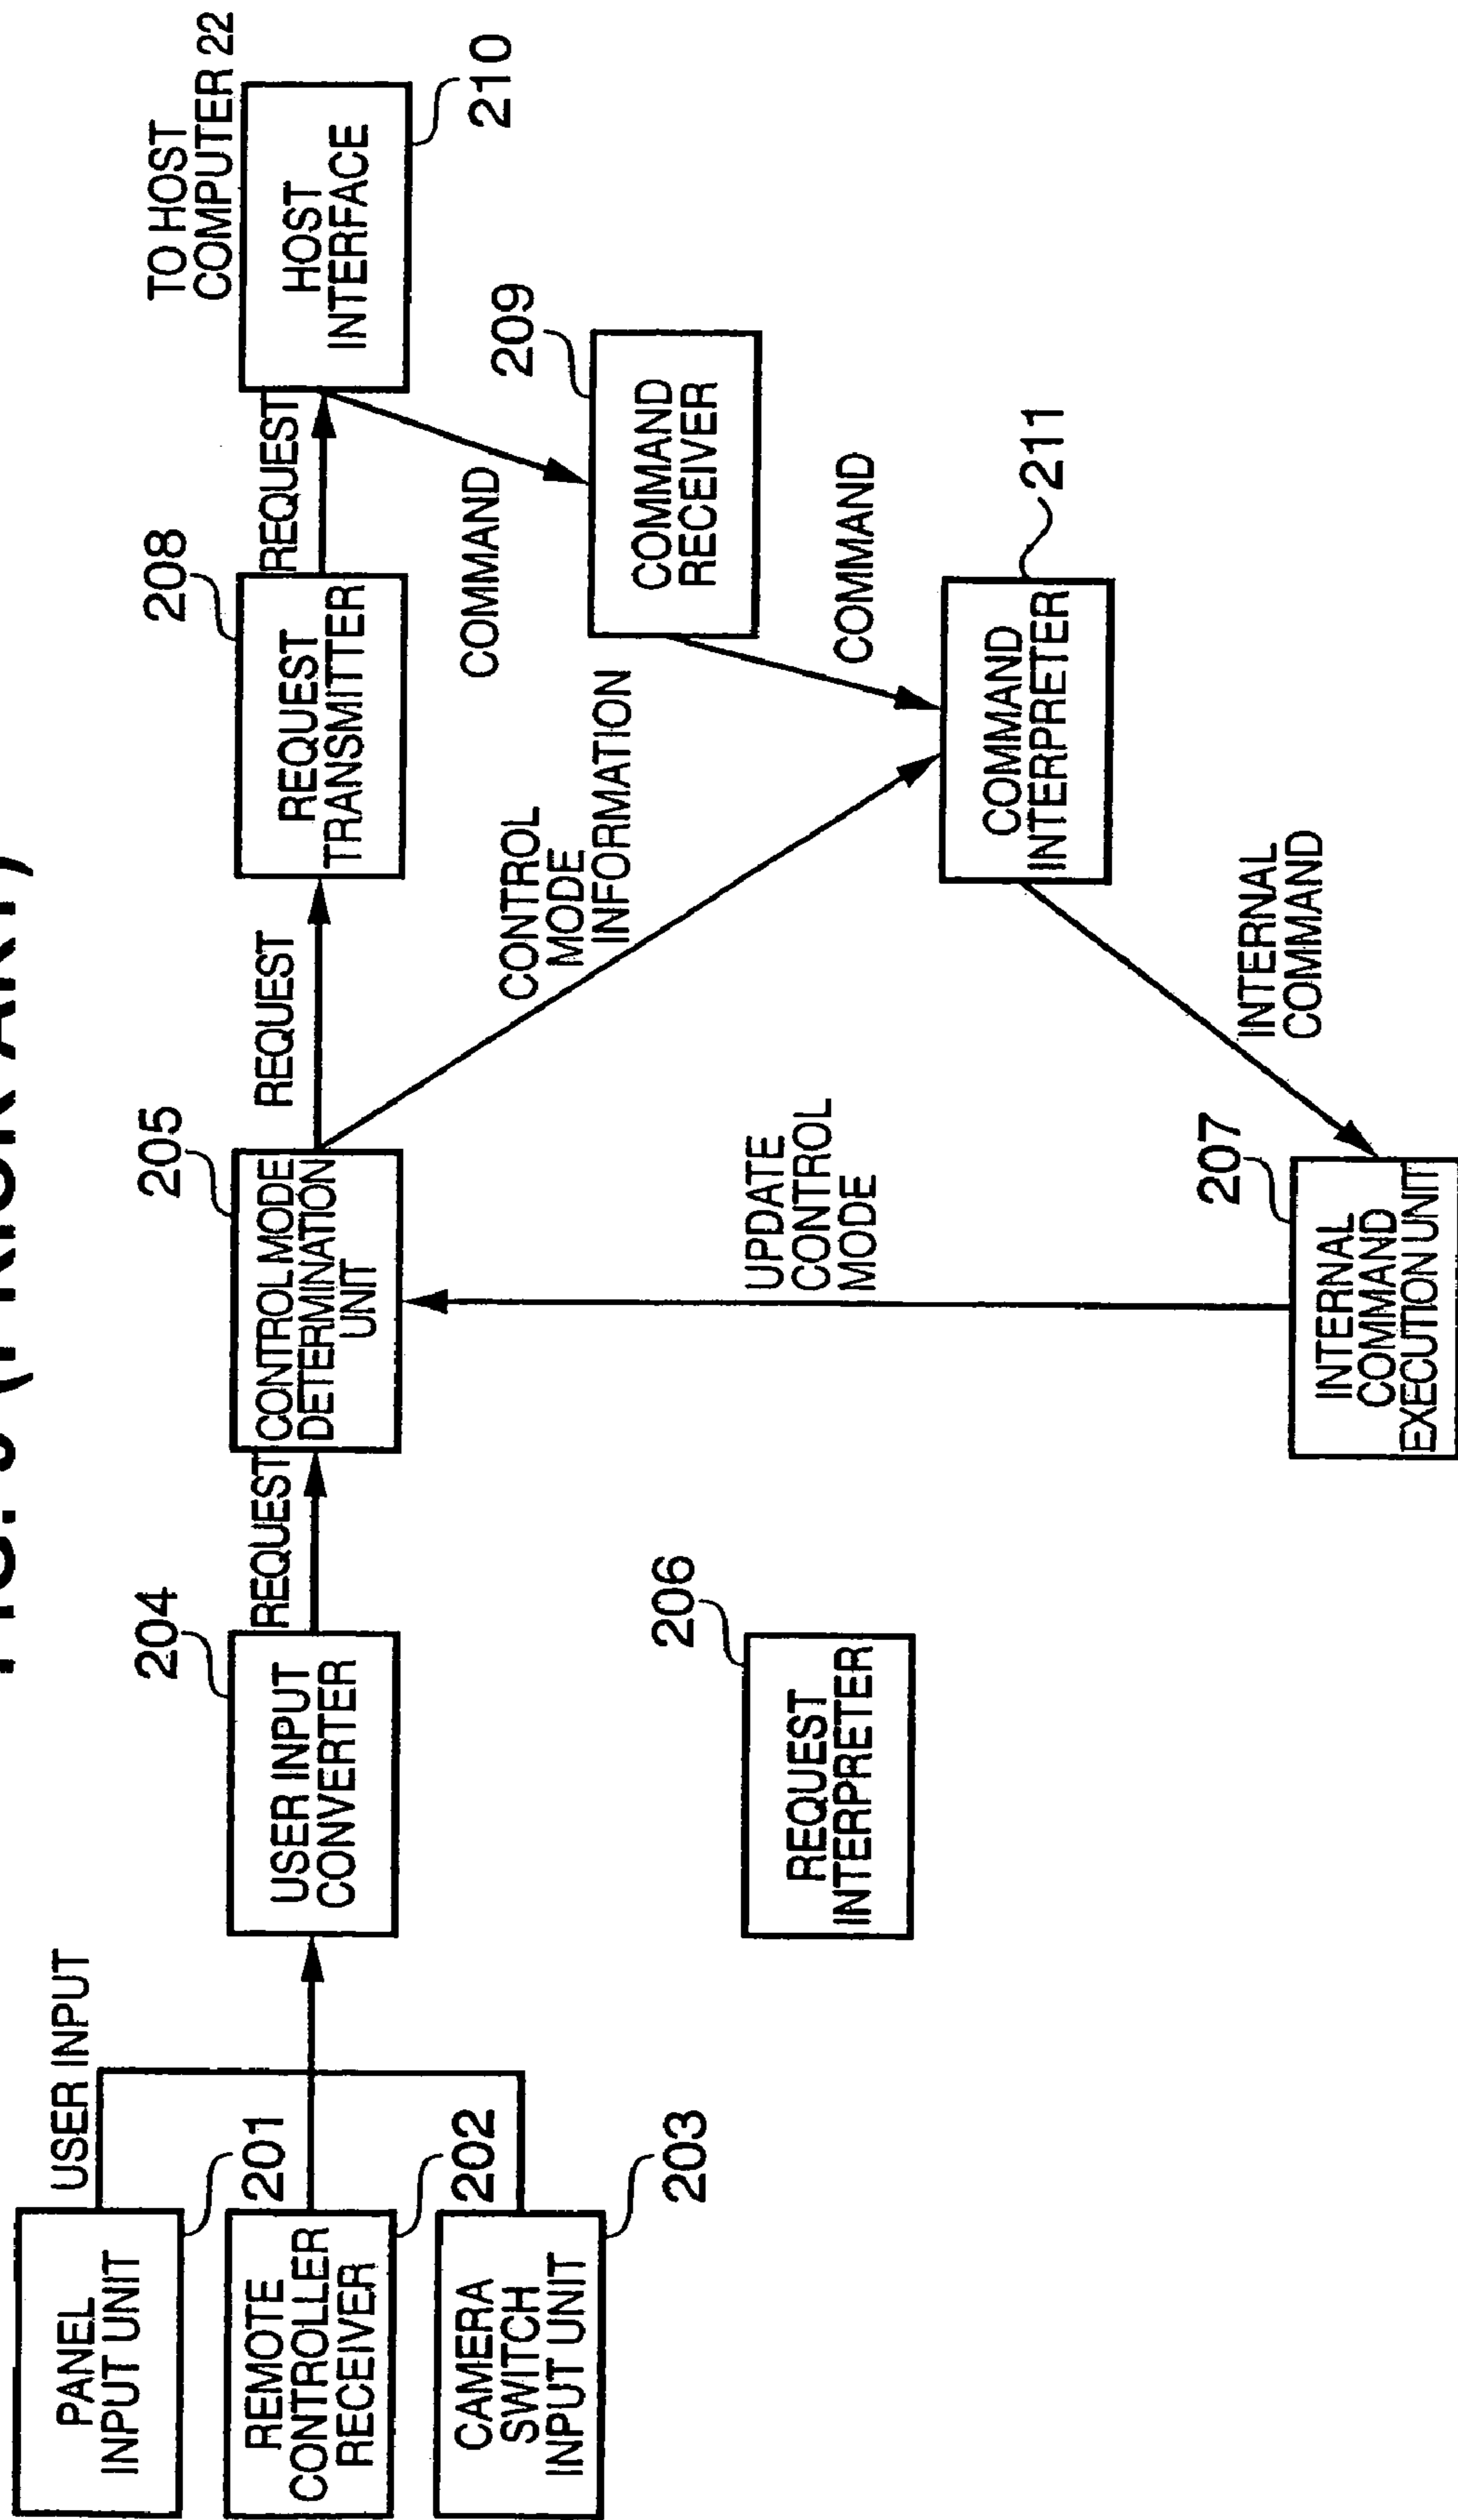 (PRIOR ART)
PANEL
INPUT UNIT
201
USER INPUT
REMOTE
CONTROLLER
RECEIVER
202
CAMERA
SWITCH
INPUT UNIT
203
USER INPUT
CONVERTER
204
REQUEST
CONTROL MODE
DETERMINATION
UNIT
205
REQUEST
REQUEST
TRANSMITTER
208
REQUEST
TO HOST
COMPUTER 22
HOST
INTERFACE
210
COMMAND
COMMAND
RECEIVER
209
COMMAND
CONTROL
MODE
INFORMATION
COMMAND
INTERPRETER
211
INTERNAL
COMMAND
UPDATE
CONTROL
MODE
REQUEST
INTERPRETER
206
INTERNAL
COMMAND
EXECUTION UNIT
207